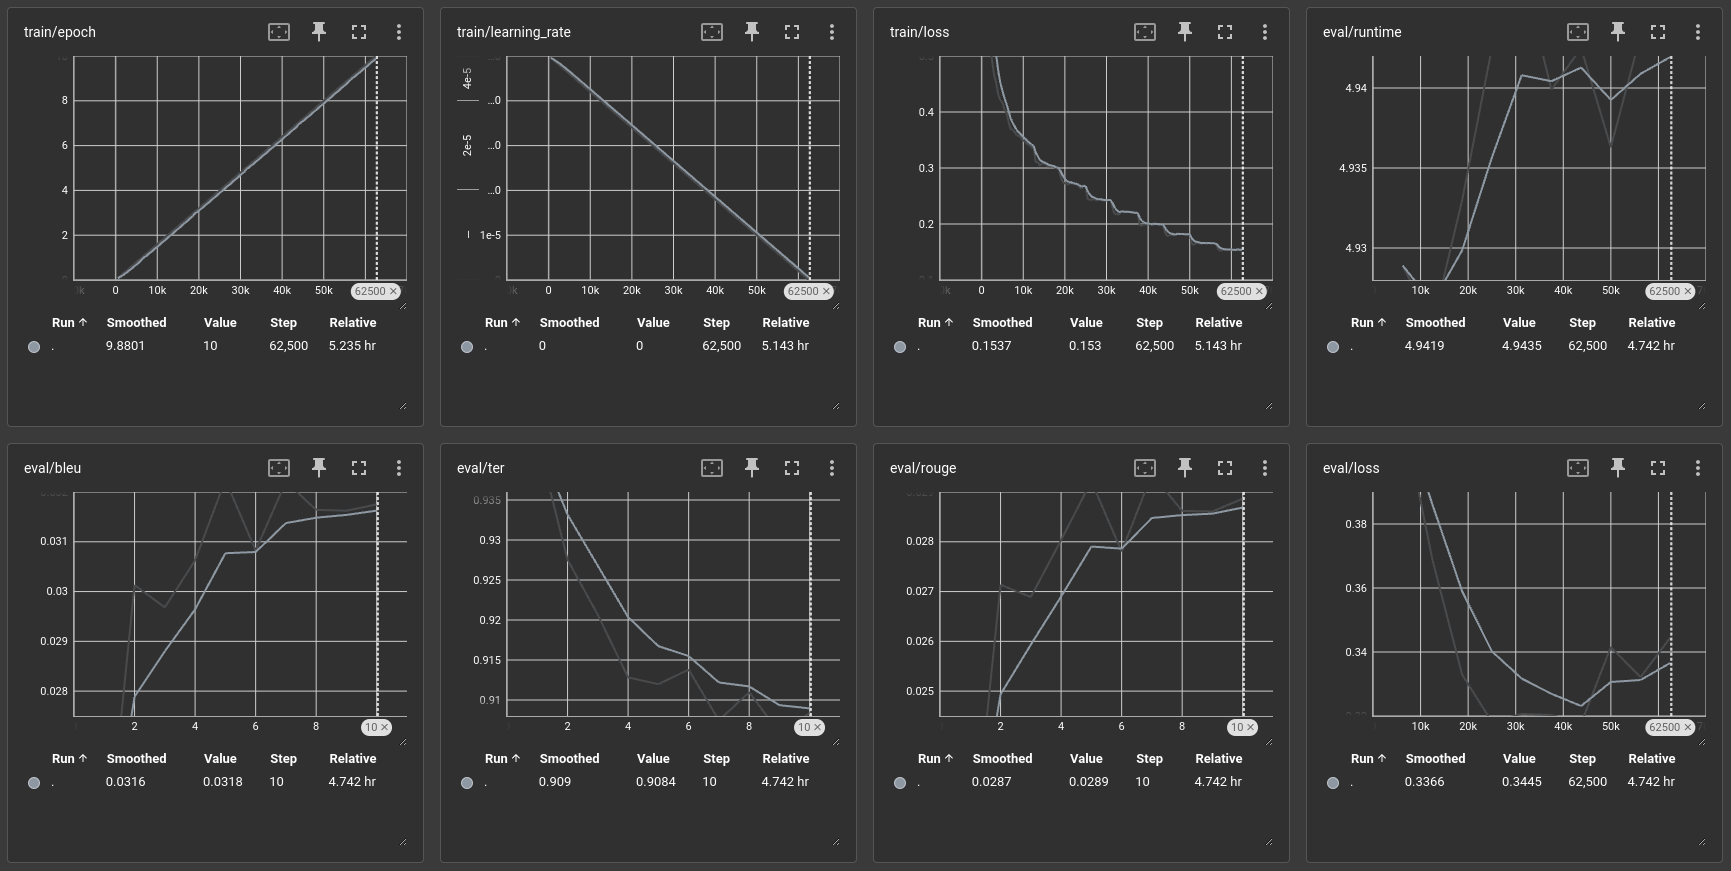 train/epoch
8
6
4
2
0
10k
20k
30k
40k
50k
62500
Run Smoothed Value Step Relative
. 9.8801 10 62,500 5.235 hr
train/learning_rate
4e-5
2e-5
...0
...0
...0
1e-5
0
10k
20k
30k
40k
50k
62500
Run Smoothed Value Step Relative
. 0 0 62,500 5.143 hr
train/loss
0.4
0.3
0.2
0
10k
20k
30k
40k
50k
62500
Run Smoothed Value Step Relative
. 0.1537 0.153 62,500 5.143 hr
eval/runtime
4.94
4.935
4.93
10k
20k
30k
40k
50k
62500
Run Smoothed Value Step Relative
. 4.9419 4.9435 62,500 4.742 hr
eval/bleu
0.031
0.03
0.029
0.028
2
4
6
8
10
Run Smoothed Value Step Relative
. 0.0316 0.0318 10 4.742 hr
eval/ter
0.935
0.93
0.925
0.92
0.915
0.91
2
4
6
8
10
Run Smoothed Value Step Relative
. 0.909 0.9084 10 4.742 hr
eval/rouge
0.028
0.027
0.026
0.025
2
4
6
8
10
Run Smoothed Value Step Relative
. 0.0287 0.0289 10 4.742 hr
eval/loss
0.38
0.36
0.34
10k
20k
30k
40k
50k
62500
Run Smoothed Value Step Relative
. 0.3366 0.3445 62,500 4.742 hr